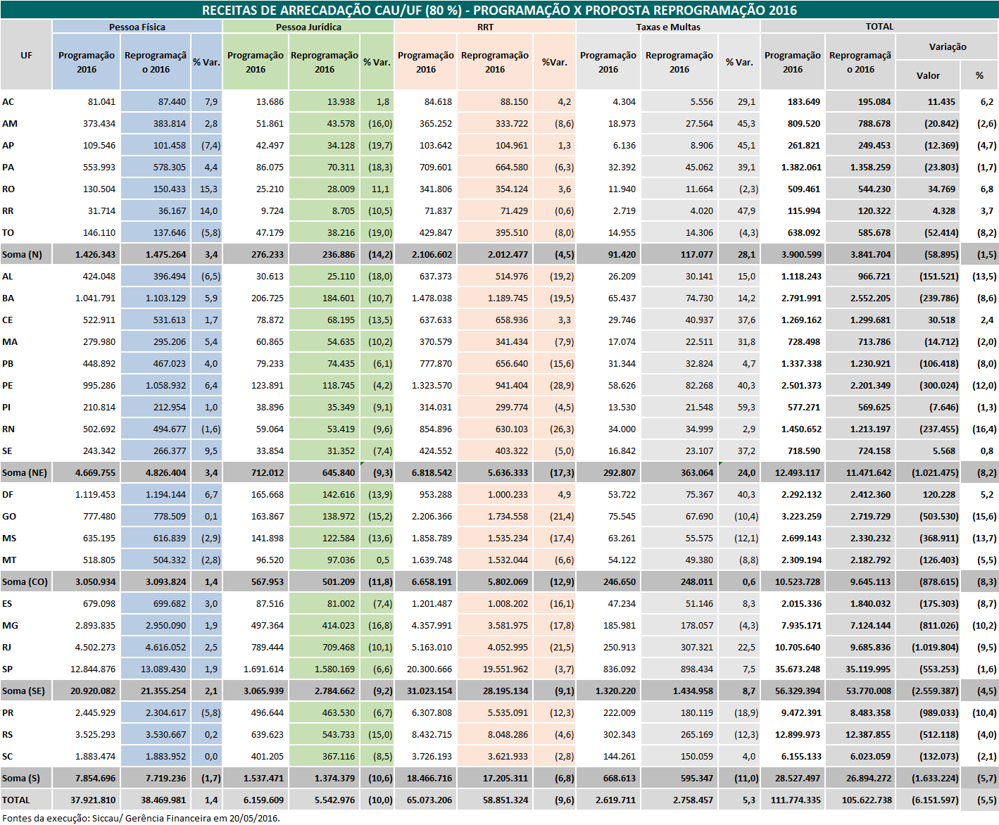 RECEITAS DE ARRECADAÇÃO CAU/UF (80 %) - PROGRAMAÇÃO X PROPOSTA REPROGRAMAÇÃO 2016
UF Pessoa Física Pessoa Jurídica RRT Taxas e Multas TOTAL
Programação 2016 Reprogramaçã o 2016 % Var. Programação 2016 Reprogramação 2016 % Var. Programação 2016 Reprogramação 2016 %Var. Programação 2016 Reprogramação 2016 % Var. Programação 2016 Reprogramaçã o 2016 Variação
Valor %
AC 81.041 87.440 7,9 13.686 13.938 1,8 84.618 88.150 4,2 4.304 5.556 29,1 183.649 195.084 11.435 6,2
AM 373.434 383.814 2,8 51.861 43.578 (16,0) 365.252 333.722 (8,6) 18.973 27.564 45,3 809.520 788.678 (20.842) (2,6)
AP 109.546 101.458 (7,4) 42.497 34.128 (19,7) 103.642 104.961 1,3 6.136 8.906 45,1 261.821 249.453 (12.369) (4,7)
PA 553.993 578.305 4,4 86.075 70.311 (18,3) 709.601 664.580 (6,3) 32.392 45.062 39,1 1.382.061 1.358.259 (23.803) (1,7)
RO 130.504 150.433 15,3 25.210 28.009 11,1 341.806 354.124 3,6 11.940 11.664 (2,3) 509.461 544.230 34.769 6,8
RR 31.714 36.167 14,0 9.724 8.705 (10,5) 71.837 71.429 (0,6) 2.719 4.020 47,9 115.994 120.322 4.328 3,7
TO 146.110 137.646 (5,8) 47.179 38.216 (19,0) 429.847 395.510 (8,0) 14.955 14.306 (4,3) 638.092 585.678 (52.414) (8,2)
Soma (N) 1.426.343 1.475.264 3,4 276.233 236.886 (14,2) 2.106.602 2.012.477 (4,5) 91.420 117.077 28,1 3.900.599 3.841.704 (58.895) (1,5)
AL 424.048 396.494 (6,5) 30.613 25.110 (18,0) 637.373 514.976 (19,2) 26.209 30.141 15,0 1.118.243 966.721 (151.521) (13,5)
BA 1.041.791 1.103.129 5,9 206.725 184.601 (10,7) 1.478.038 1.189.745 (19,5) 65.437 74.730 14,2 2.791.991 2.552.205 (239.786) (8,6)
CE 522.911 531.613 1,7 78.872 68.195 (13,5) 637.633 658.936 3,3 29.746 40.937 37,6 1.269.162 1.299.681 30.518 2,4
MA 279.980 295.206 5,4 60.865 54.635 (10,2) 370.579 341.434 (7,9) 17.074 22.511 31,8 728.498 713.786 (14.712) (2,0)
PB 448.892 467.023 4,0 79.233 74.435 (6,1) 777.870 656.640 (15,6) 31.344 32.824 4,7 1.337.338 1.230.921 (106.418) (8,0)
PE 995.286 1.058.932 6,4 123.891 118.745 (4,2) 1.323.570 941.404 (28,9) 58.626 82.268 40,3 2.501.373 2.201.349 (300.024) (12,0)
PI 210.814 212.954 1,0 38.896 35.349 (9,1) 314.031 299.774 (4,5) 13.530 21.548 59,3 577.271 569.625 (7.646) (1,3)
RN 502.692 494.677 (1,6) 59.064 53.419 (9,6) 854.896 630.103 (26,3) 34.000 34.999 2,9 1.450.652 1.213.197 (237.455) (16,4)
SE 243.342 266.377 9,5 33.854 31.352 (7,4) 424.552 403.322 (5,0) 16.842 23.107 37,2 718.590 724.158 5.568 0,8
Soma (NE) 4.669.755 4.826.404 3,4 712.012 645.840 (9,3) 6.818.542 5.636.333 (17,3) 292.807 363.064 24,0 12.493.117 11.471.642 (1.021.475) (8,2)
DF 1.119.453 1.194.144 6,7 165.668 142.616 (13,9) 953.288 1.000.233 4,9 53.722 75.367 40,3 2.292.132 2.412.360 120.228 5,2
GO 777.480 778.509 0,1 163.867 138.972 (15,2) 2.206.366 1.734.558 (21,4) 75.545 67.690 (10,4) 3.223.259 2.719.729 (503.530) (15,6)
MS 635.195 616.839 (2,9) 141.898 122.584 (13,6) 1.858.789 1.535.234 (17,4) 63.261 55.575 (12,1) 2.699.143 2.330.232 (368.911) (13,7)
MT 518.805 504.332 (2,8) 96.520 97.036 0,5 1.639.748 1.532.044 (6,6) 54.122 49.380 (8,8) 2.309.194 2.182.792 (126.403) (5,5)
Soma (CO) 3.050.934 3.093.824 1,4 567.953 501.209 (11,8) 6.658.191 5.802.069 (12,9) 246.650 248.011 0,6 10.523.728 9.645.113 (878.615) (8,3)
ES 679.098 699.682 3,0 87.516 81.002 (7,4) 1.201.487 1.008.202 (16,1) 47.234 51.146 8,3 2.015.336 1.840.032 (175.303) (8,7)
MG 2.893.835 2.950.090 1,9 497.364 414.023 (16,8) 4.357.991 3.581.975 (17,8) 185.981 178.057 (4,3) 7.935.171 7.124.144 (811.026) (10,2)
RJ 4.502.273 4.616.052 2,5 789.444 709.468 (10,1) 5.163.010 4.052.995 (21,5) 250.913 307.321 22,5 10.705.640 9.685.836 (1.019.804) (9,5)
SP 12.844.876 13.089.430 1,9 1.691.614 1.580.169 (6,6) 20.300.666 19.551.962 (3,7) 836.092 898.434 7,5 35.673.248 35.119.995 (553.253) (1,6)
Soma (SE) 20.920.082 21.355.254 2,1 3.065.939 2.784.662 (9,2) 31.023.154 28.195.134 (9,1) 1.320.220 1.434.958 8,7 56.329.394 53.770.008 (2.559.387) (4,5)
PR 2.445.929 2.304.617 (5,8) 496.644 463.530 (6,7) 6.307.808 5.535.091 (12,3) 222.009 180.119 (18,9) 9.472.391 8.483.358 (989.033) (10,4)
RS 3.525.293 3.530.667 0,2 639.623 543.733 (15,0) 8.432.715 8.048.286 (4,6) 302.343 265.169 (12,3) 12.899.973 12.387.855 (512.118) (4,0)
SC 1.883.474 1.883.952 0,0 401.205 367.116 (8,5) 3.726.193 3.621.933 (2,8) 144.261 150.059 4,0 6.155.133 6.023.059 (132.073) (2,1)
Soma (S) 7.854.696 7.719.236 (1,7) 1.537.471 1.374.379 (10,6) 18.466.716 17.205.311 (6,8) 668.613 595.347 (11,0) 28.527.497 26.894.272 (1.633.224) (5,7)
TOTAL 37.921.810 38.469.981 1,4 6.159.609 5.542.976 (10,0) 65.073.206 58.851.324 (9,6) 2.619.711 2.758.457 5,3 111.774.335 105.622.738 (6.151.597) (5,5)
Fontes da execução: Siccau/ Gerência Financeira em 20/05/2016.